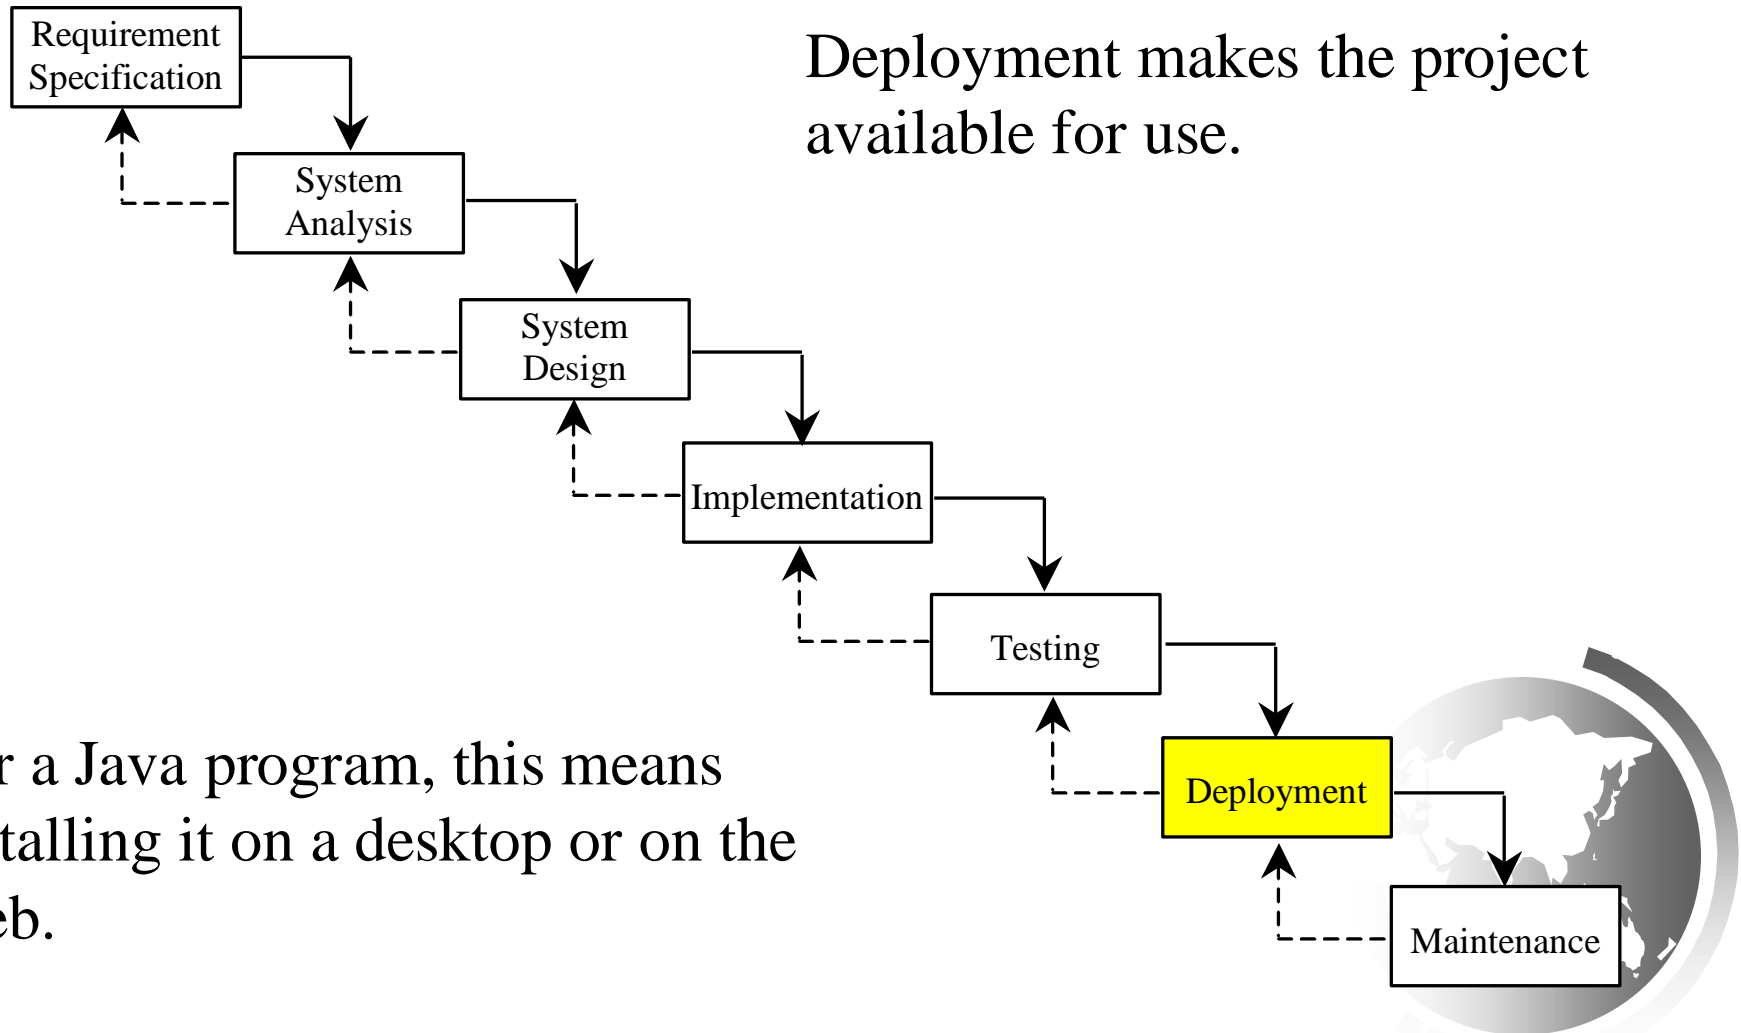 Requirement
Specification
Deployment makes the project
available for use.
System
Analysis
System
Design
Implementation
Testing
r a Java program, this means
talling it on a desktop or on the
eb.
Deployment
Maintenance